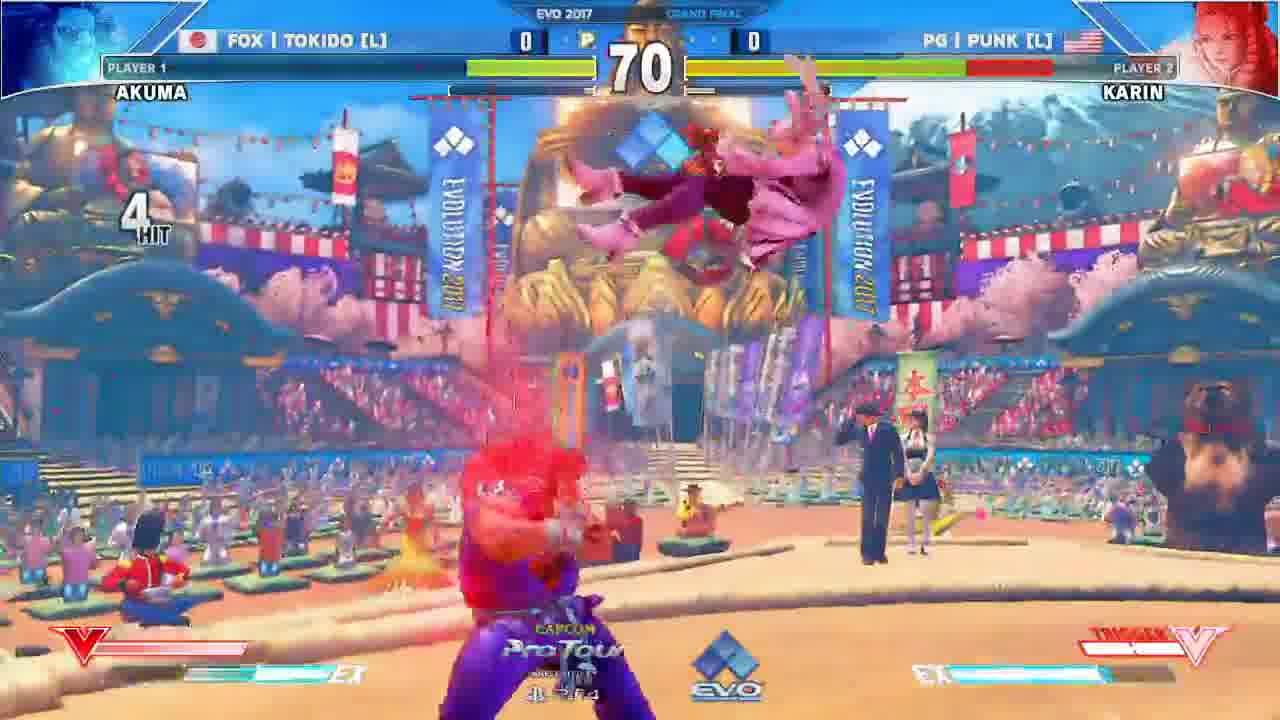 EVO 2017
GRAND FINAL
FOX | TOKIDO [L]
0
P
70
0
PG | PUNK [L]
PLAYER 1
PLAYER 2
AKUMA
KARIN
4
HIT
EVOLUTION 2017
EVOLUTION 2017
本
TRIGGER
V
V
EX
EX
CAPCOM
Pro Tour
EVO